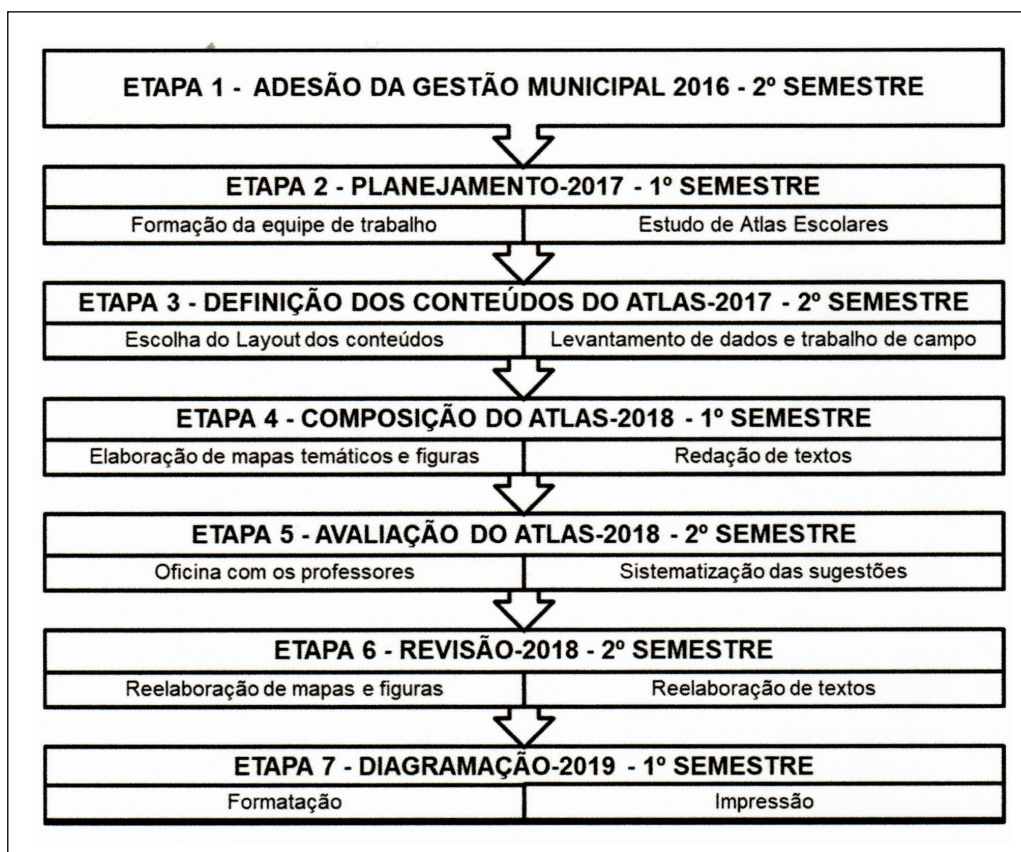 ETAPA 1 - ADESÃO DA GESTÃO MUNICIPAL 2016 - 2º SEMESTRE
ETAPA 2 - PLANEJAMENTO-2017 - 1º SEMESTRE
Formação da equipe de trabalho
Estudo de Atlas Escolares
ETAPA 3 - DEFINIÇÃO DOS CONTEÚDOS DO ATLAS-2017 - 2º SEMESTRE
Escolha do Layout dos conteúdos
Levantamento de dados e trabalho de campo
ETAPA 4 - COMPOSIÇÃO DO ATLAS-2018 - 1º SEMESTRE
Elaboração de mapas temáticos e figuras
Redação de textos
ETAPA 5 - AVALIAÇÃO DO ATLAS-2018 - 2º SEMESTRE
Oficina com os professores
Sistematização das sugestões
ETAPA 6 - REVISÃO-2018 - 2º SEMESTRE
Reelaboração de mapas e figuras
Reelaboração de textos
ETAPA 7 - DIAGRAMAÇÃO-2019 - 1º SEMESTRE
Formatação
Impressão